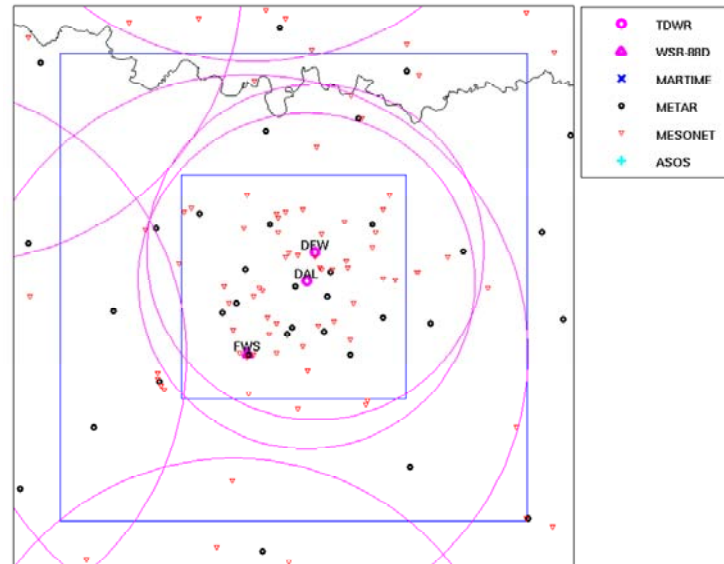 TDWR
WSR-88D
MARTIME
METAR
MESONET
ASOS
DFW
DAL
FWS